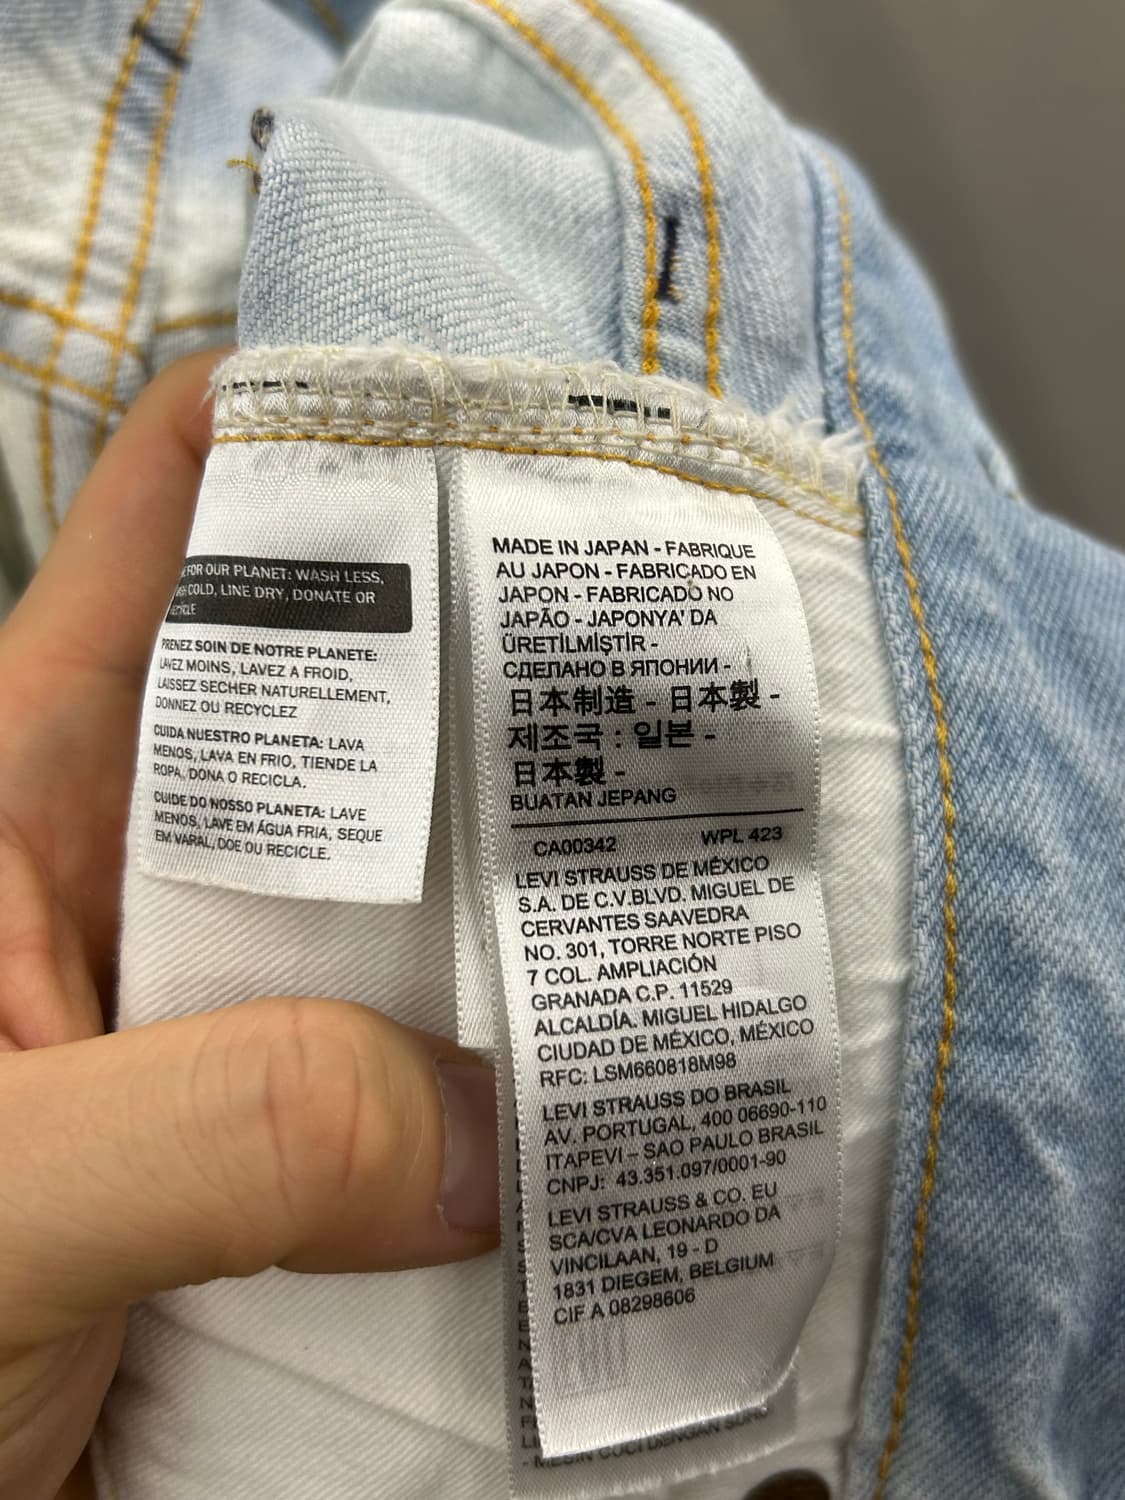 FOR OUR PLANET: WASH LESS,
COLD, LINE DRY, DONATE OR
PRENEZ SOIN DE NOTRE PLANETE:
LAVEZ MOINS, LAVEZ A FROID,
LAISSEZ SECHER NATURELLEMENT,
DONNEZ OU RECYCLEZ
CUIDA NUESTRO PLANETA: LAVA
MENOS, LAVA EN FRIO, TIENDE LA
ROPA, DONA O RECICLA.
CUIDE DO NOSSO PLANETA: LAVE
MENOS, LAVE EM ÁGUA FRIA, SEQUE
EM VARAL, DOE OU RECICLE.
MADE IN JAPAN - FABRIQUE
AU JAPON - FABRICADO EN
JAPON - FABRICADO NO
JAPÃO - JAPONYA' DA
ÜRETİLMİŞTİR -
СДЕЛАНО В ЯПОНИИ -
日本制造 - 日本製 -
제조국 : 일본 -
日本製 -
BUATAN JEPANG
CA00342 WPL 423
LEVI STRAUSS DE MÉXICO
S.A. DE C.V.BLVD. MIGUEL DE
CERVANTES SAAVEDRA
NO. 301, TORRE NORTE PISO
7 COL. AMPLIACIÓN
GRANADA C.P. 11529
ALCALDÍA. MIGUEL HIDALGO
CIUDAD DE MÉXICO, MÉXICO
RFC: LSM660818M98
LEVI STRAUSS DO BRASIL
AV. PORTUGAL, 400 06690-110
ITAPEVI – SAO PAULO BRASIL
CNPJ: 43.351.097/0001-90
LEVI STRAUSS & CO. EU
SCA/CVA LEONARDO DA
VINCILAAN, 19 - D
1831 DIEGEM, BELGIUM
CIF A 08298606
- MESIN CUCI DENGAN